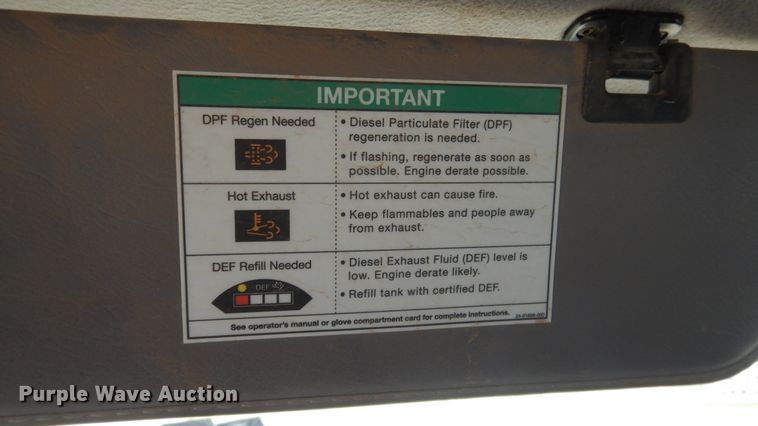 IMPORTANT
DPF Regen Needed
• Diesel Particulate Filter (DPF)
regeneration is needed.
• If flashing, regenerate as soon as
possible. Engine derate possible.
Hot Exhaust
• Hot exhaust can cause fire.
• Keep flammables and people away
from exhaust.
DEF Refill Needed
DEF
• Diesel Exhaust Fluid (DEF) level is
low. Engine derate likely.
• Refill tank with certified DEF.
See operator's manual or glove compartment card for complete instructions.
Purple Wave Auction